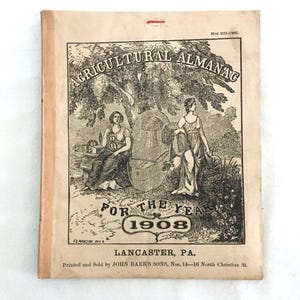 83rd VOLUME.
AGRICULTURAL ALMANAC
FOR THE YEAR
1908
LANCASTER, PA.
Printed and Sold by JOHN BAER'S SONS, Nos. 14—16 North Christian St.